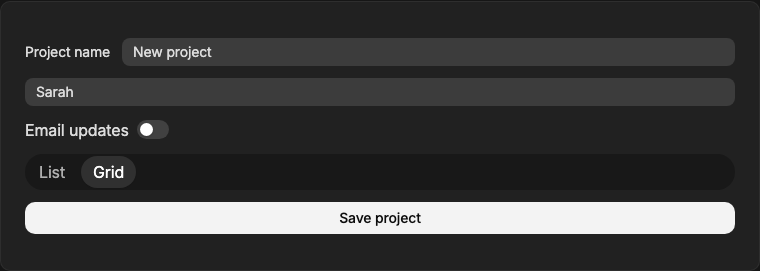 Project name New project
Sarah
Email updates
List Grid
Save project